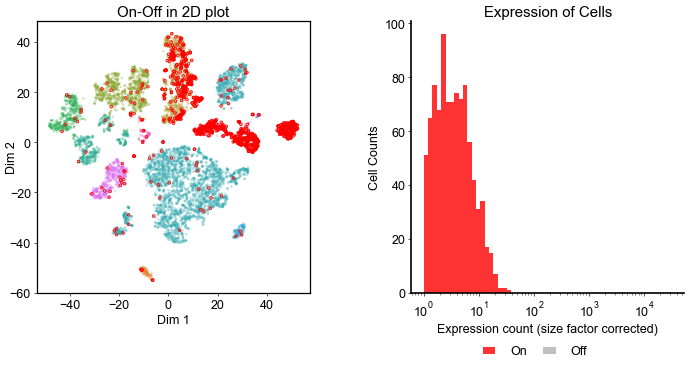 On-Off in 2D plot
Expression of Cells
40
20
0
−20
−40
−60
Dim 2
−40 −20 0 20 40
Dim 1
100
80
60
40
20
0
Cell Counts
10^0 10^1 10^2 10^3 10^4
Expression count (size factor corrected)
On Off